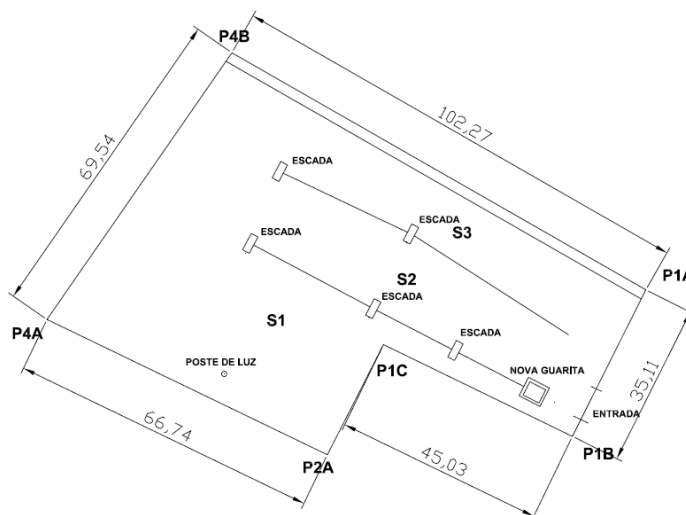 P4B
102,27
69,54
ESCADA
ESCADA
S3
ESCADA
P1A
S2
ESCADA
S1
ESCADA
P4A
35,11
POSTE DE LUZ
P1C
NOVA GUARITA
ENTRADA
66,74
45,03
P1B
P2A